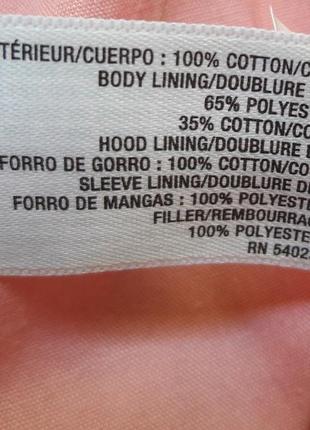 TÉRIEUR/CUERPO : 100% COTTON/C
BODY LINING/DOUBLURE
65% POLYES
35% COTTON/CO
HOOD LINING/DOUBLURE D
FORRO DE GORRO : 100% COTTON/CO
SLEEVE LINING/DOUBLURE DE
FORRO DE MANGAS : 100% POLYESTE
FILLER/REMBOURRAG
100% POLYESTE
RN 5402